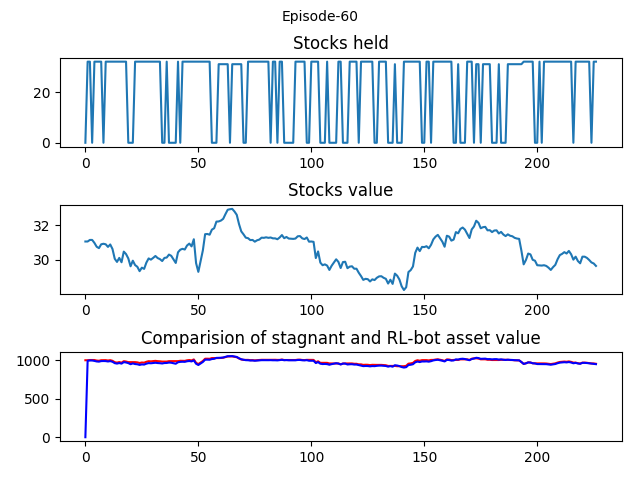 Episode-60
Stocks held
20
0
0 50 100 150 200
Stocks value
32
30
0 50 100 150 200
Comparision of stagnant and RL-bot asset value
1000
500
0
0 50 100 150 200